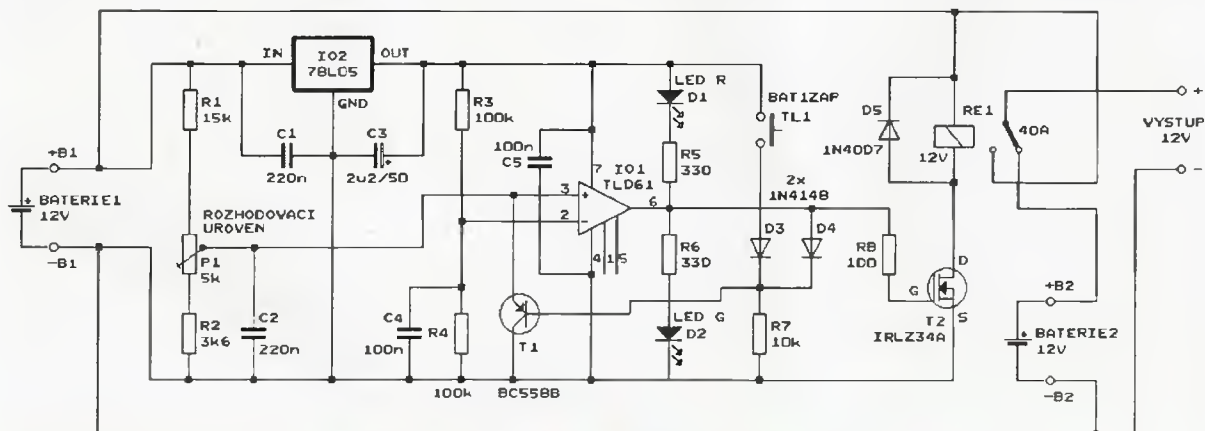 IN
IO2
78L05
OUT
GND
R1
15k
C1
220n
C3
2u2/50
R3
100k
LED R
D1
BAT1ZAP
TL1
D5
1N4007
RE1
12V
40A
+
VYSTUP
12V
-
+B1
BATERIE1
12V
-B1
100n
C5
7
IO1
TL061
3
+
2
-
6
4
1
5
R5
330
2x
1N4148
D3
D4
ROZHODOVACI
UROVEN
P1
5k
R6
330
R8
100
G
D
S
T2
IRLZ34A
+B2
BATERIE2
12V
-B2
R2
3k6
C2
220n
C4
100n
R4
100k
T1
BC558B
LED G
D2
R7
10k